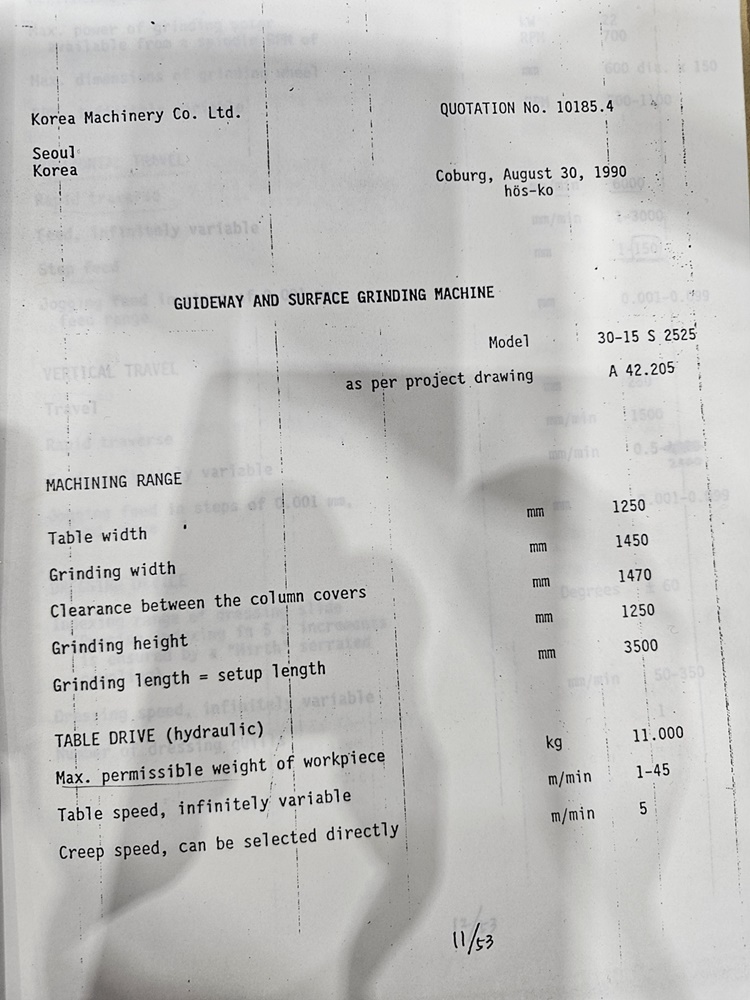 Korea Machinery Co. Ltd.
QUOTATION No. 10185.4
Seoul
Korea
Coburg, August 30, 1990
hös-ko
GUIDEWAY AND SURFACE GRINDING MACHINE
Model 30-15 S 2525
as per project drawing A 42.205
MACHINING RANGE
Table width mm 1250
Grinding width mm 1450
Clearance between the column covers mm 1470
Grinding height mm 1250
Grinding length = setup length mm 3500
TABLE DRIVE (hydraulic)
Max. permissible weight of workpiece kg 11.000
Table speed, infinitely variable m/min 1-45
Creep speed, can be selected directly m/min 5
11/53